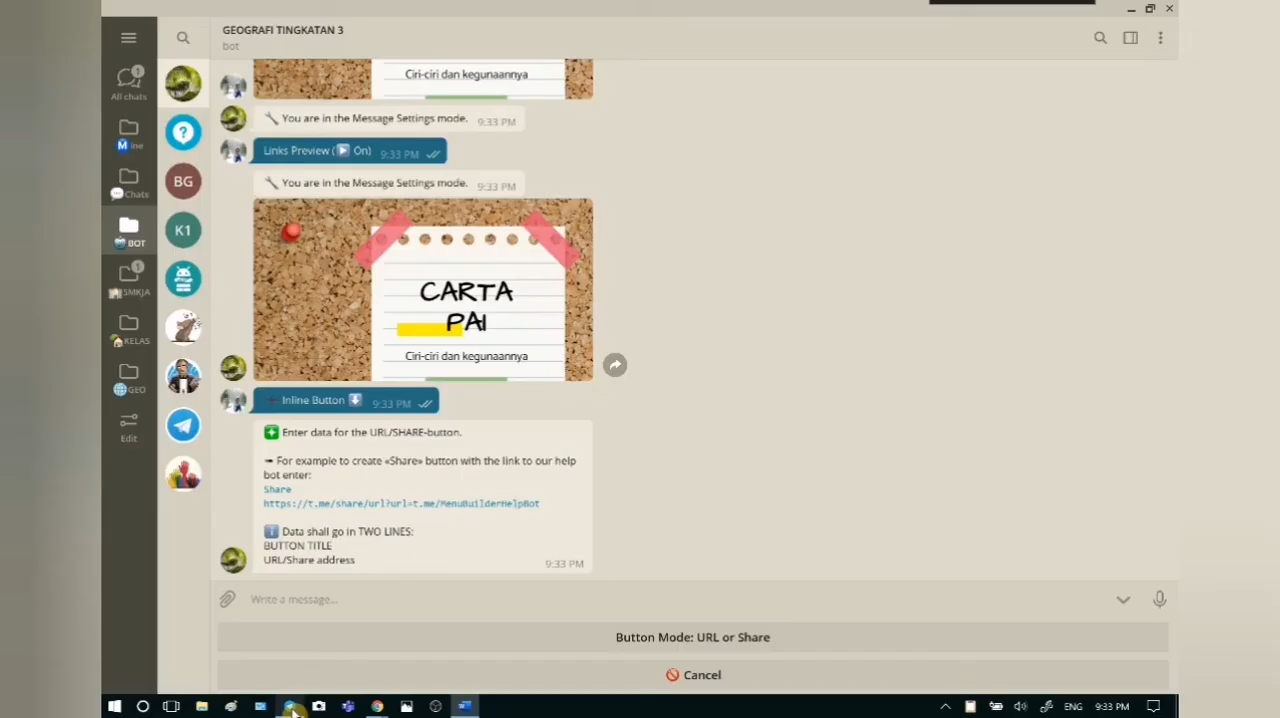 GEOGRAFI TINGKATAN 3
bot
1
All chats
M ine
Chats
BOT
1
SMKJA
KELAS
GEO
Edit
BG
K1
Ciri-ciri dan kegunaannya
You are in the Message Settings mode. 9:33 PM
Links Preview ( On) 9:33 PM
You are in the Message Settings mode. 9:33 PM
CARTA
PAI
Ciri-ciri dan kegunaannya
Inline Button 9:33 PM
Enter data for the URL/SHARE-button.
For example to create «Share» button with the link to our help
bot enter:
Share
https://t.me/share/url?url=t.me/MenuBuilderHelpBot
Data shall go in TWO LINES:
BUTTON TITLE
URL/Share address
9:33 PM
Write a message...
Button Mode: URL or Share
Cancel
ENG 9:33 PM